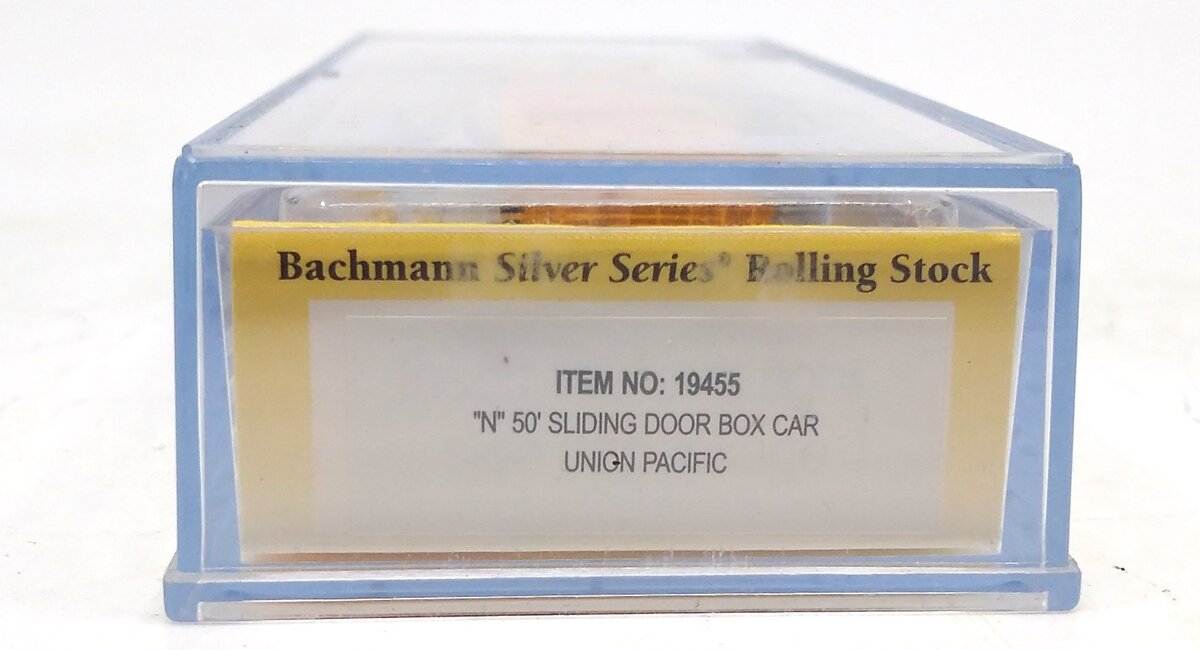 Bachmann Silver Series® Rolling Stock
ITEM NO: 19455
"N" 50' SLIDING DOOR BOX CAR
UNION PACIFIC